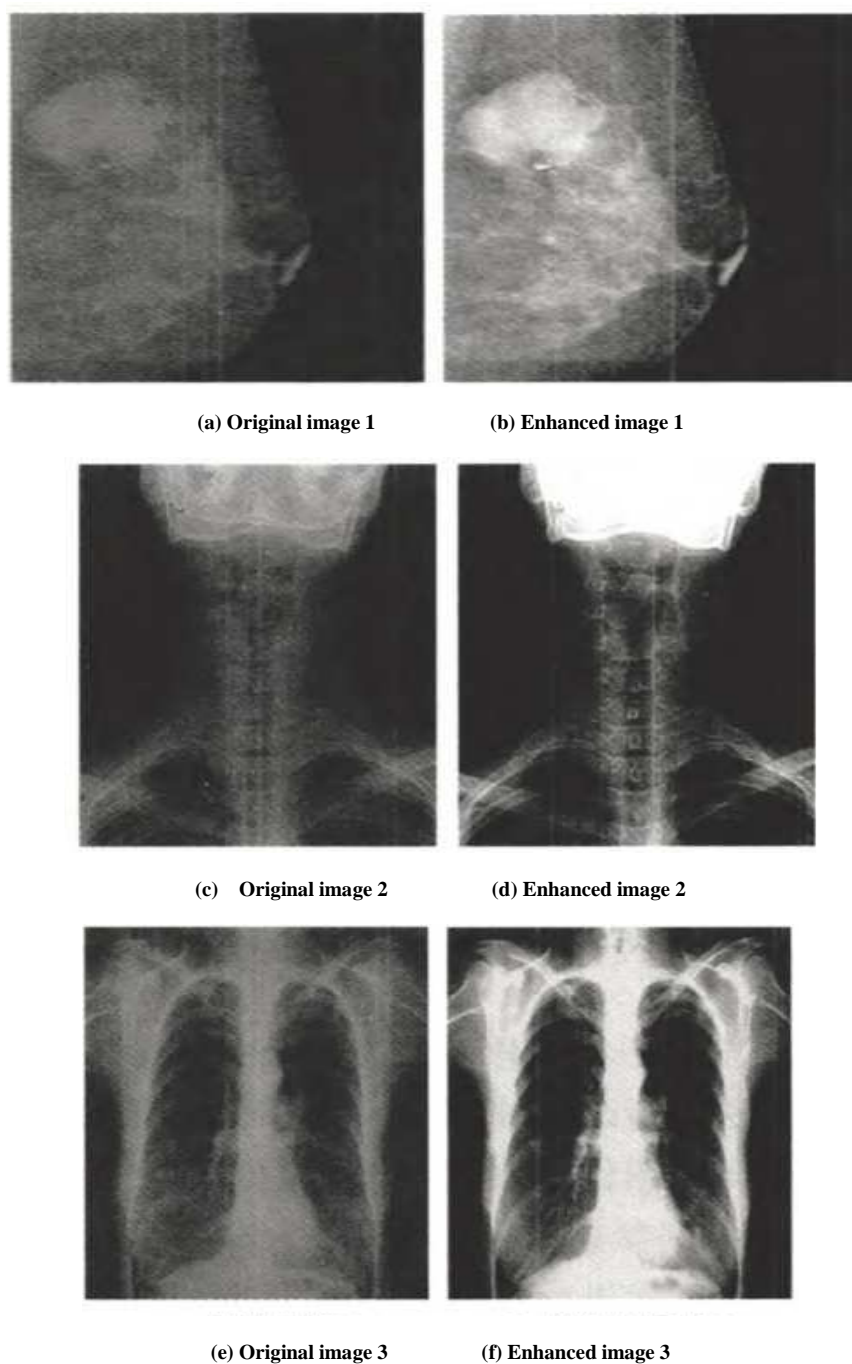 (a) Original image 1 (b) Enhanced image 1
(c) Original image 2 (d) Enhanced image 2
(e) Original image 3 (f) Enhanced image 3